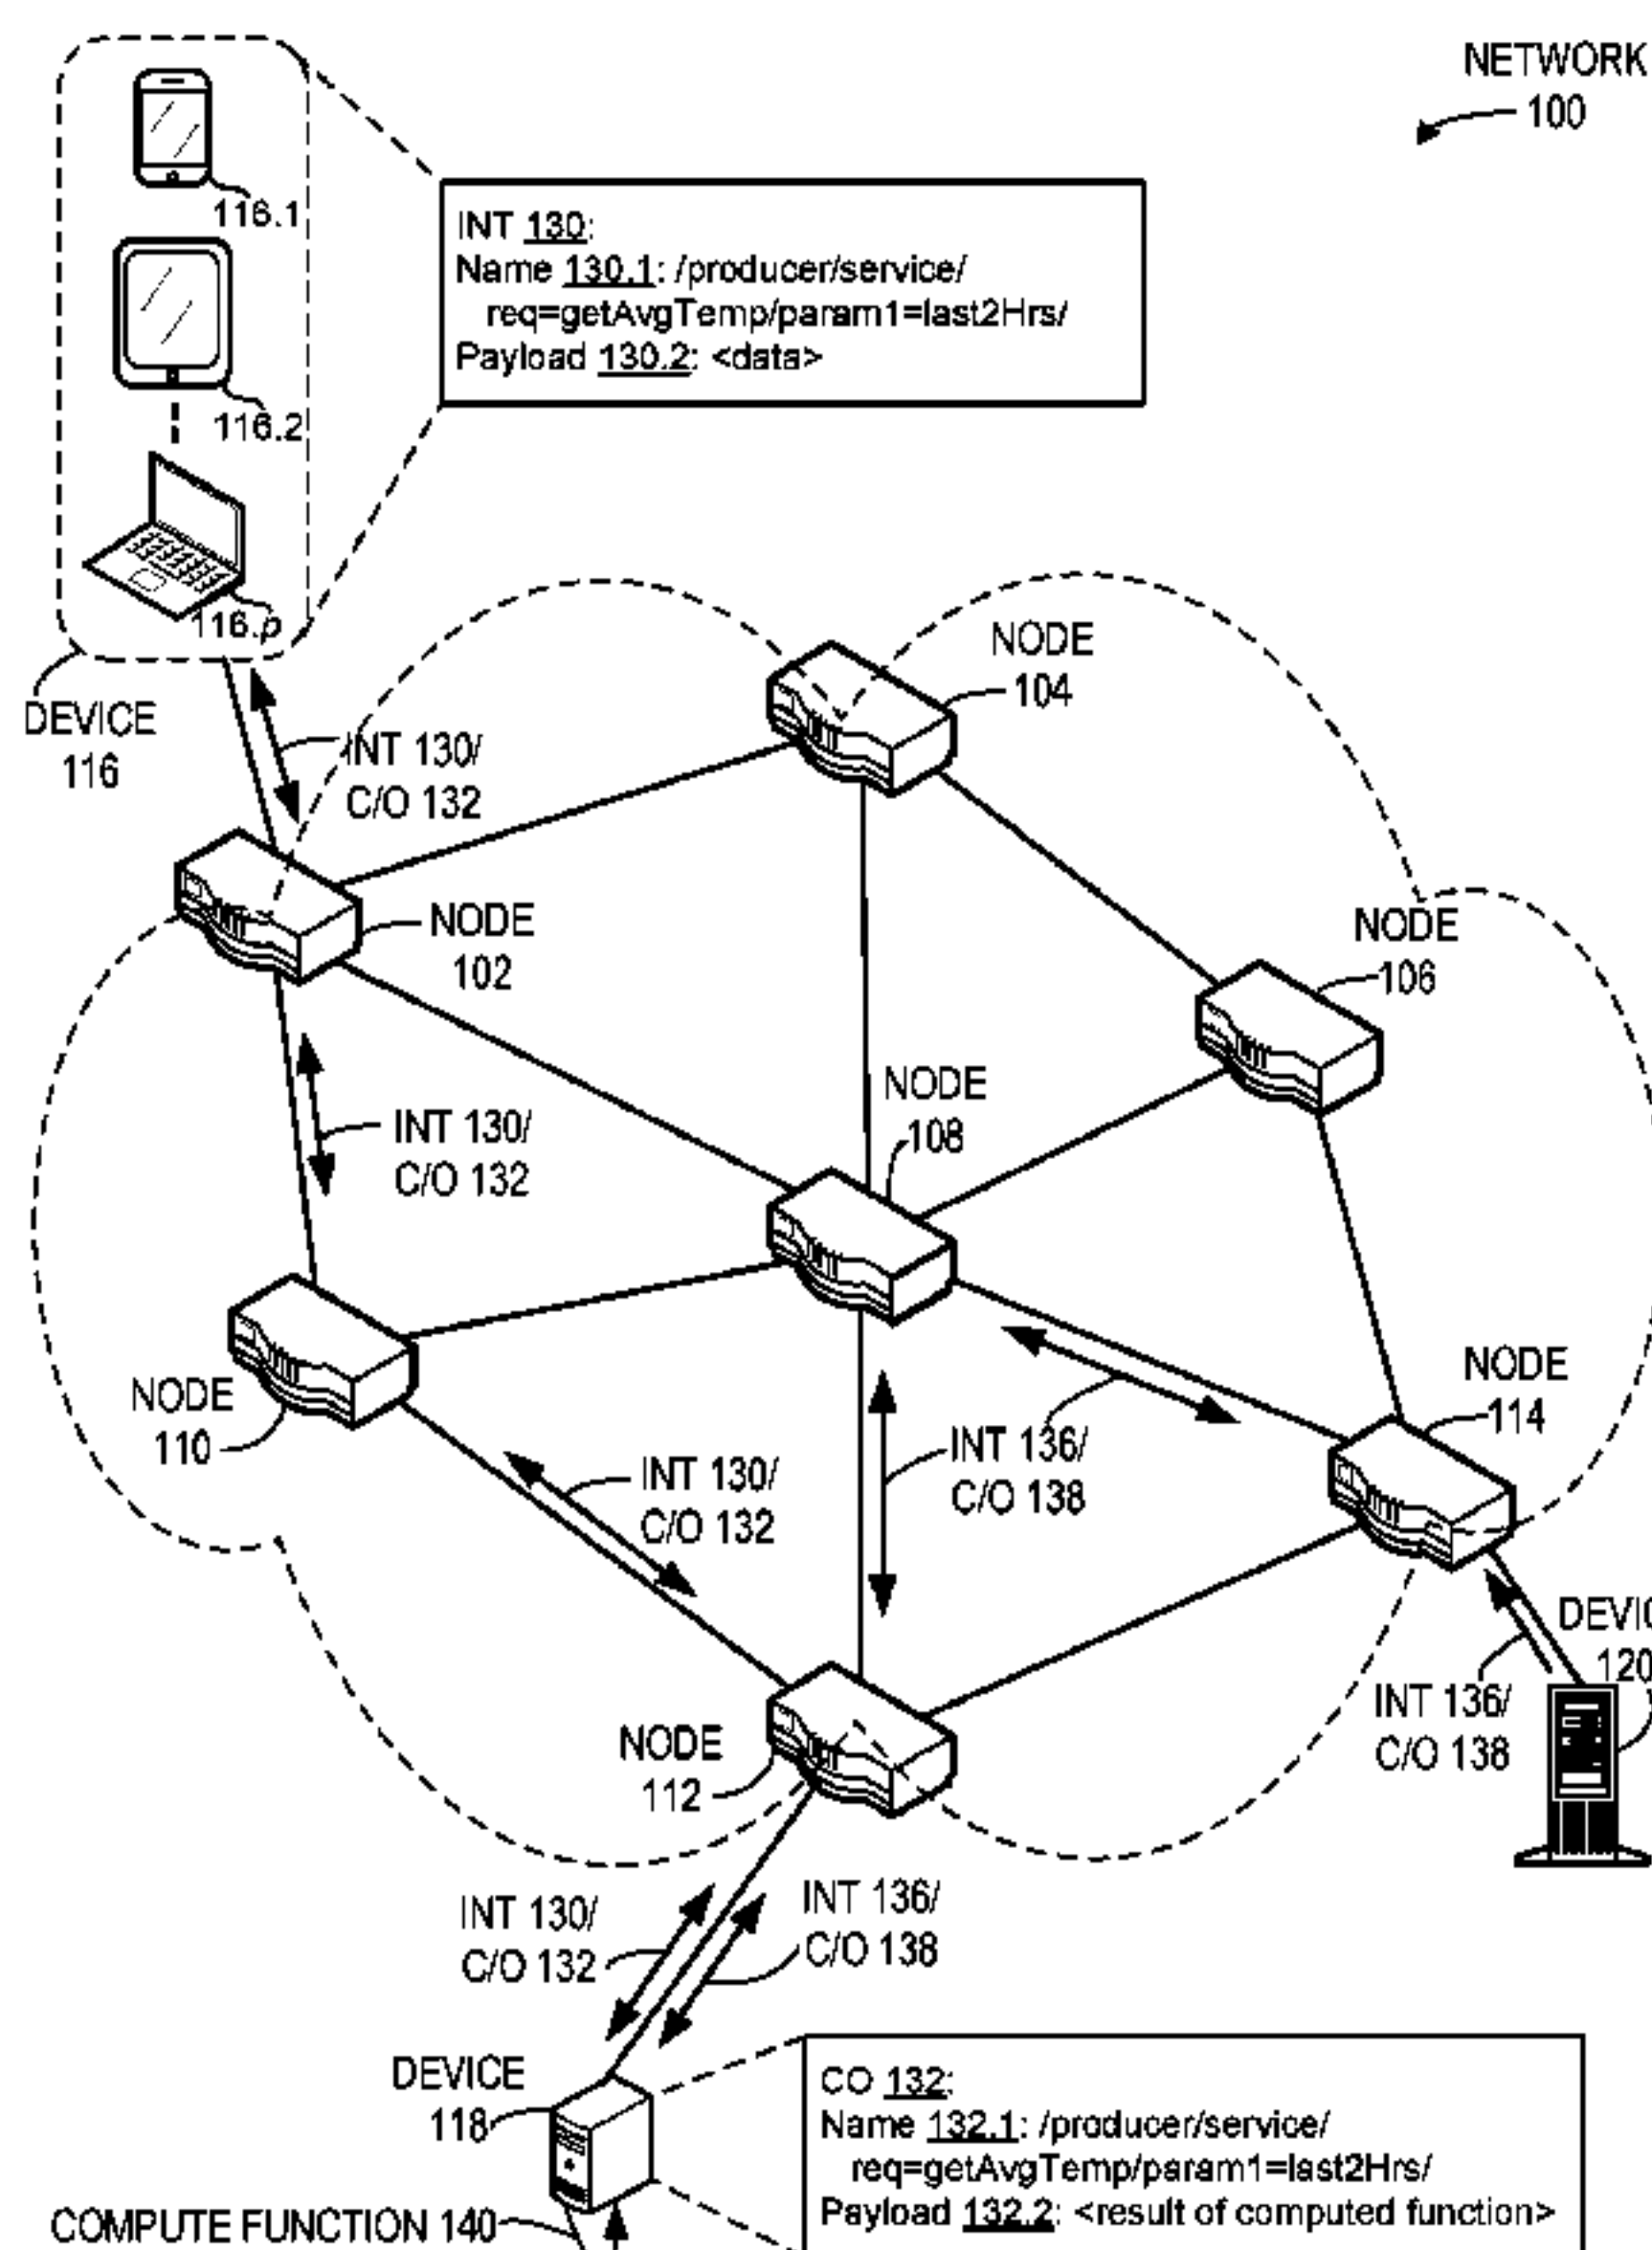 NETWORK
100
116.1
INT 130:
Name 130.1: /producer/service/
req=getAvgTemp/param1=last2Hrs/
Payload 130.2: <data>
116.2
116.p
DEVICE
116
INT 130/
C/O 132
NODE
104
NODE
102
NODE
106
INT 130/
C/O 132
NODE
108
NODE
110
INT 130/
C/O 132
INT 136/
C/O 138
NODE
114
NODE
112
INT 136/
C/O 138
120
INT 130/
C/O 132
INT 136/
C/O 138
DEVICE
118
CO 132:
Name 132.1: /producer/service/
req=getAvgTemp/param1=last2Hrs/
Payload 132.2: <result of computed function>
COMPUTE FUNCTION 140